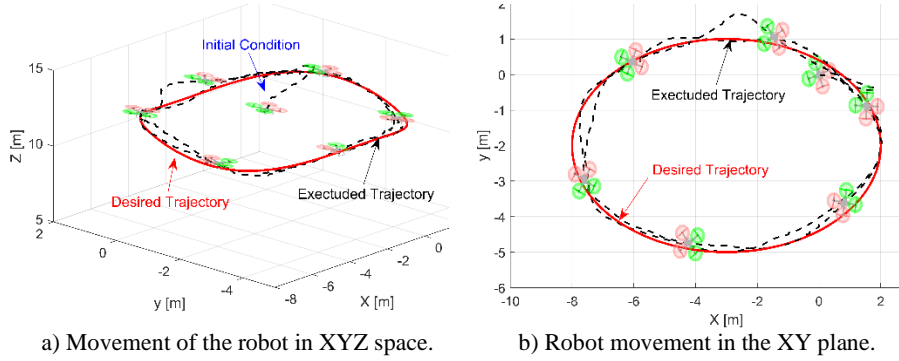 15
10
5
Z [m]
2
0
-2
-4
y [m]
-8
-6
-4
-2
0
X [m]
Initial Condition
Desired Trajectory
Exectuded Trajectory
a) Movement of the robot in XYZ space.
1
0
-1
-2
-3
-4
-5
-6
y [m]
-10
-8
-6
-4
-2
0
2
X [m]
Exectuded Trajectory
Desired Trajectory
b) Robot movement in the XY plane.